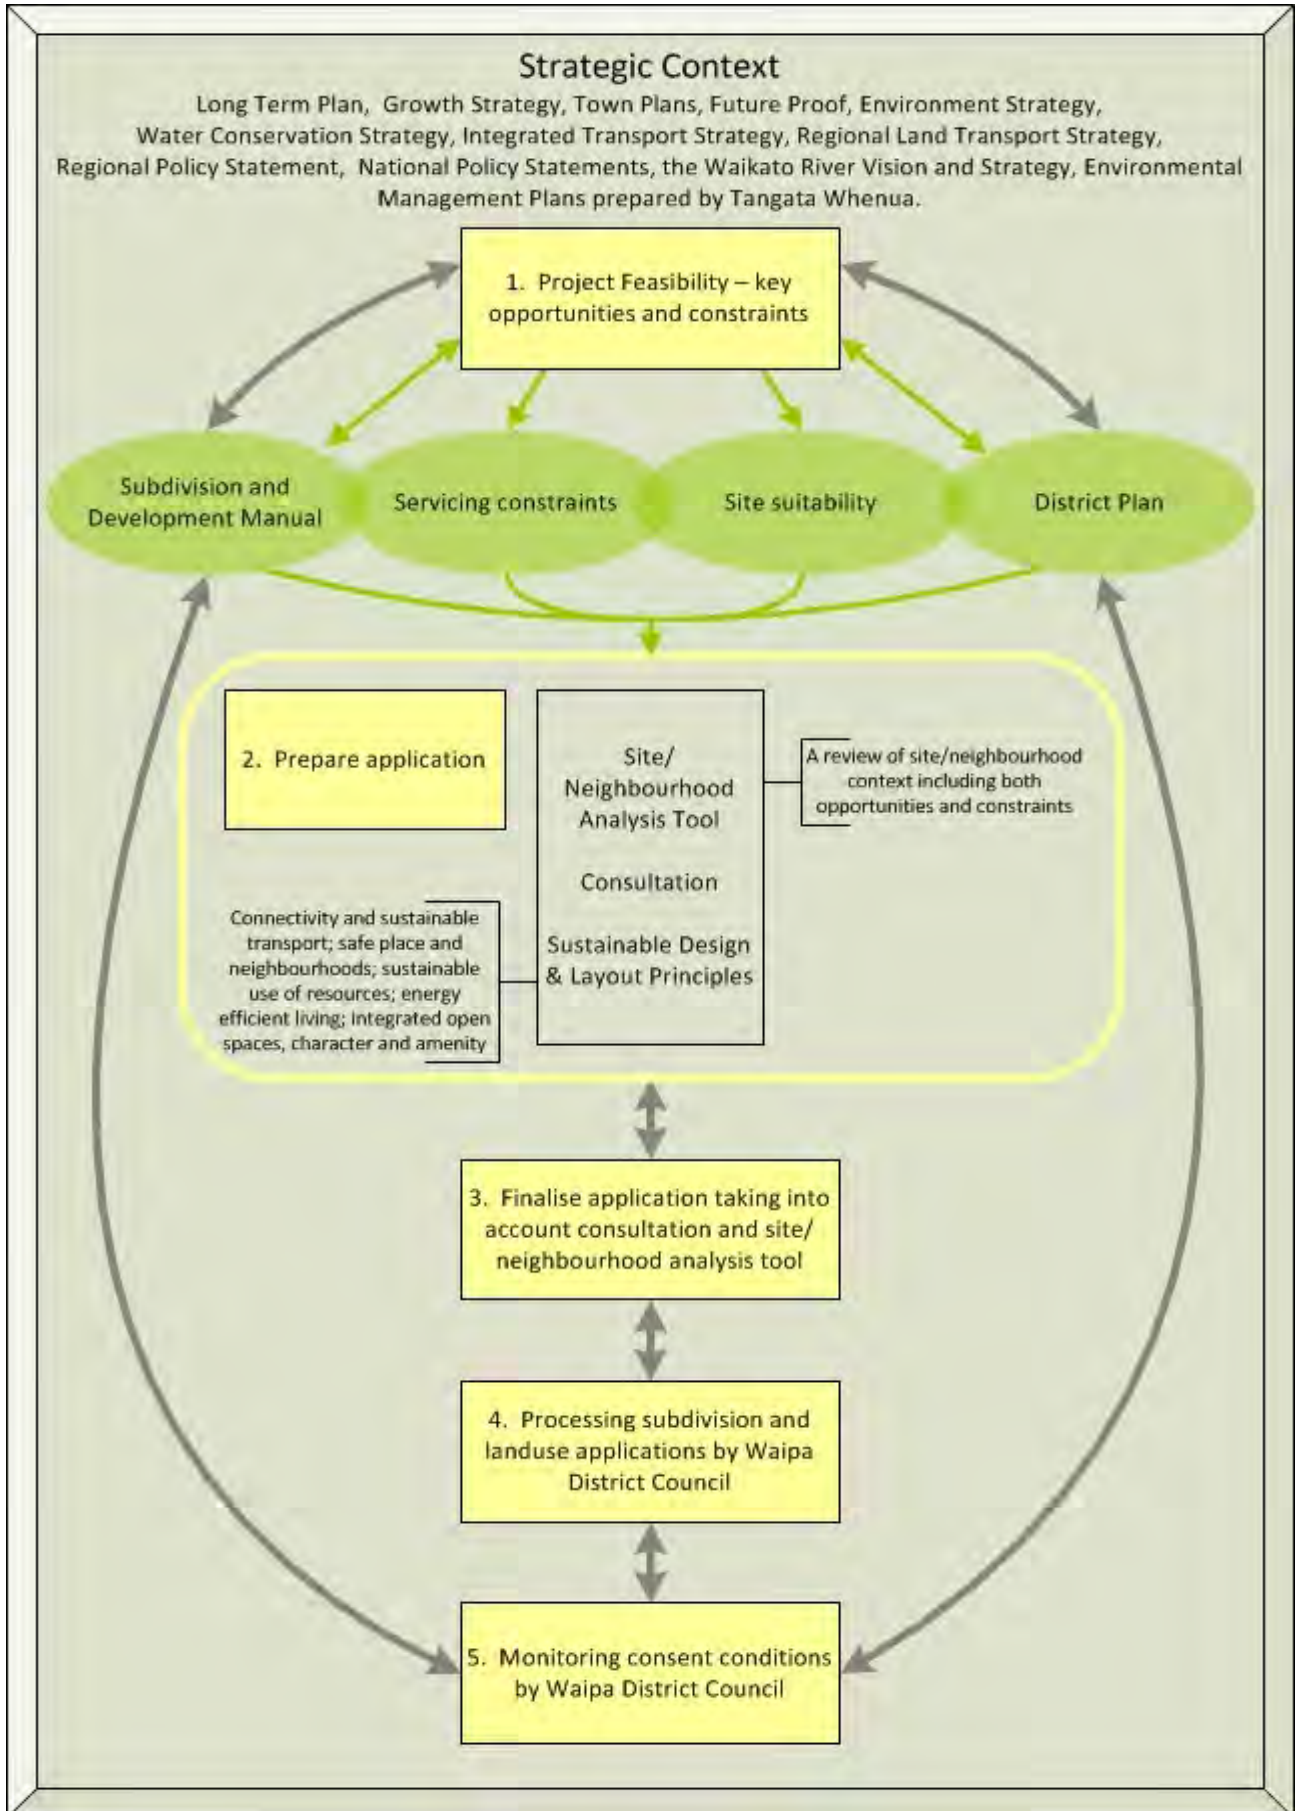 Strategic Context
Long Term Plan, Growth Strategy, Town Plans, Future Proof, Environment Strategy,
Water Conservation Strategy, Integrated Transport Strategy, Regional Land Transport Strategy,
Regional Policy Statement, National Policy Statements, the Waikato River Vision and Strategy, Environmental
Management Plans prepared by Tangata Whenua.
1. Project Feasibility – key
opportunities and constraints
Subdivision and
Development Manual
Servicing constraints
Site suitability
District Plan
2. Prepare application
Site/
Neighbourhood
Analysis Tool
Consultation
Sustainable Design
& Layout Principles
A review of site/neighbourhood
context including both
opportunities and constraints
Connectivity and sustainable
transport; safe place and
neighbourhoods; sustainable
use of resources; energy
efficient living; integrated open
spaces, character and amenity
3. Finalise application taking into
account consultation and site/
neighbourhood analysis tool
4. Processing subdivision and
landuse applications by Waipa
District Council
5. Monitoring consent conditions
by Waipa District Council